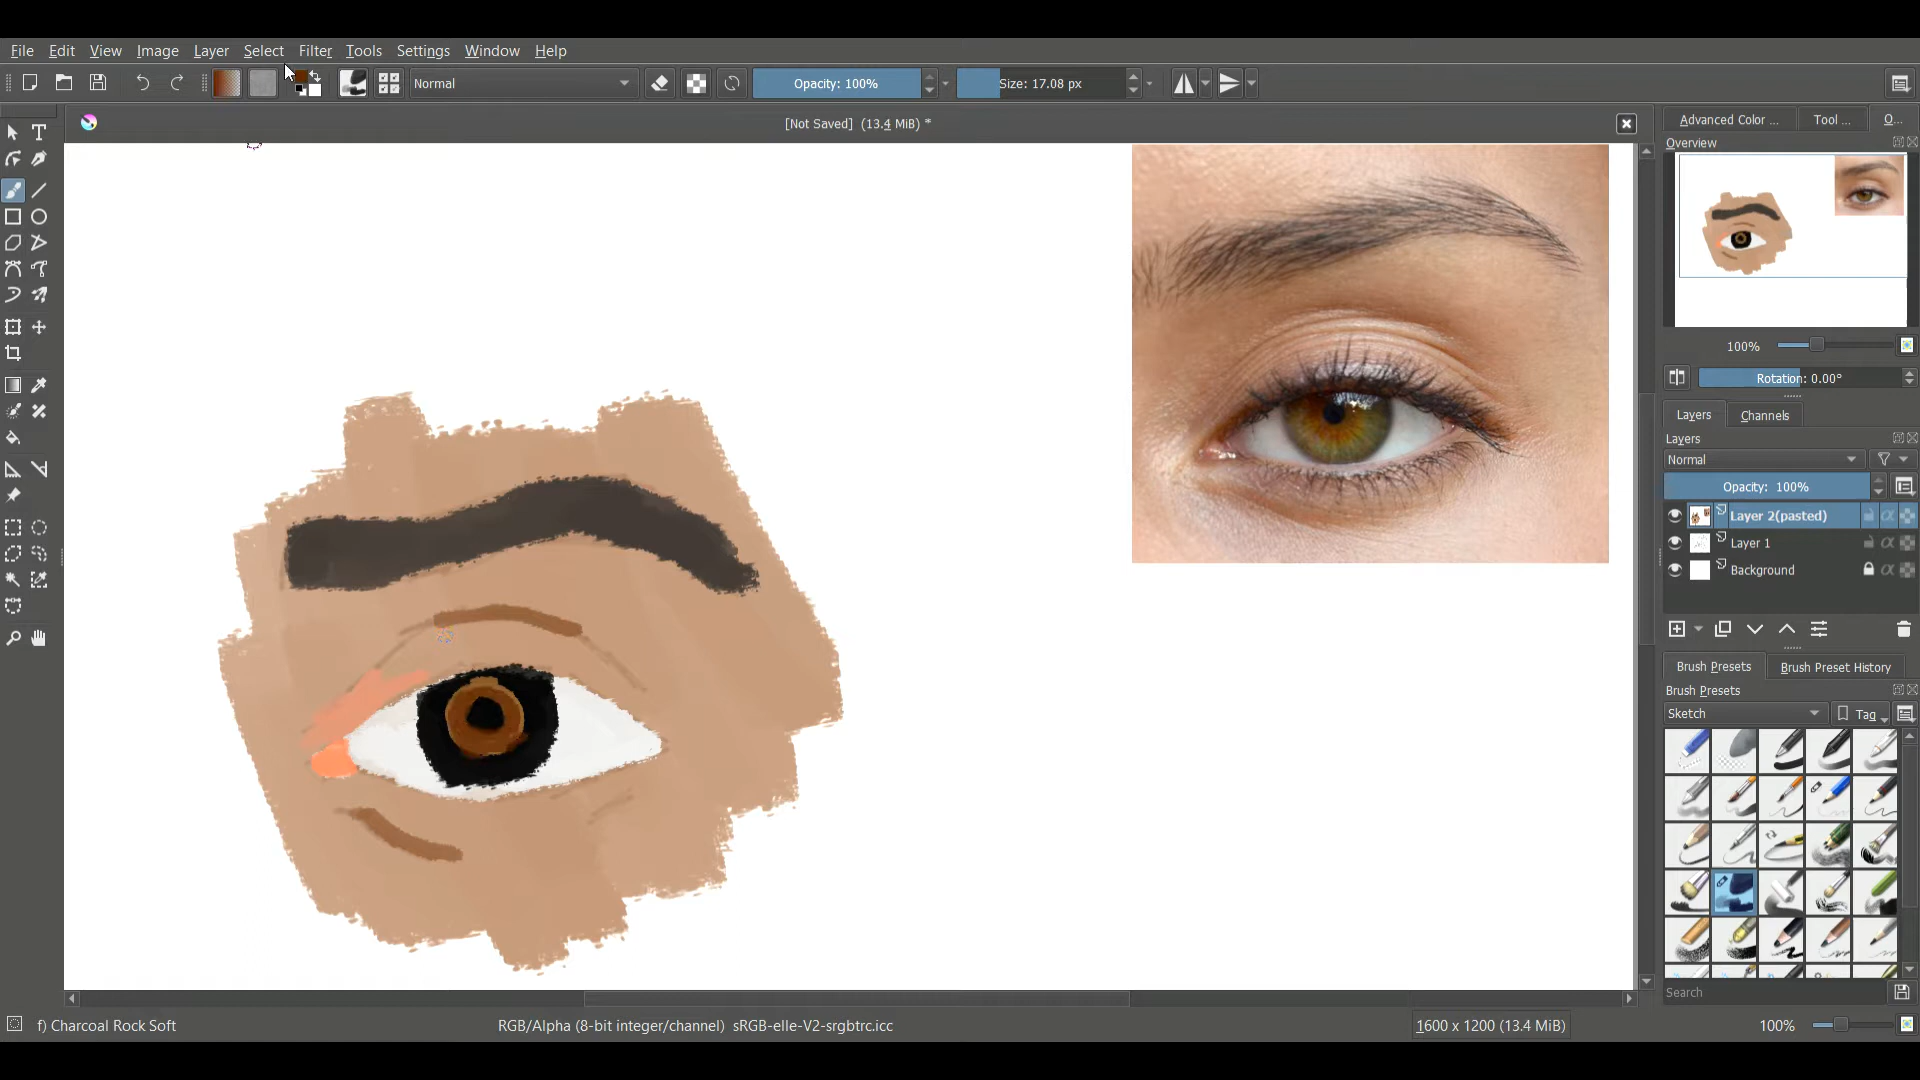 File Edit View Image Layer Select Filter Tools Settings Window Help
Normal
Opacity: 100%
Size: 17.08 px
[Not Saved] (13.4 MiB) *
Advanced Color ... Tool ... O...
Overview
100%
Rotation: 0.00°
Layers Channels
Layers
Normal
Opacity: 100%
Layer 2(pasted)
Layer 1
Background
Brush Presets Brush Preset History
Brush Presets
Sketch Tag
Search
f) Charcoal Rock Soft RGB/Alpha (8-bit integer/channel) sRGB-elle-V2-srgbtrc.icc 1600 x 1200 (13.4 MiB) 100%